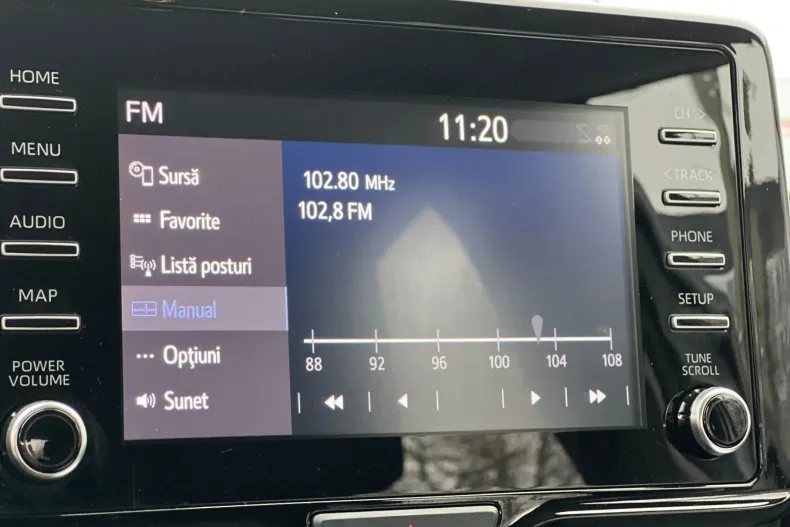 HOME
MENU
AUDIO
MAP
POWER
VOLUME
FM
11:20
Sursă
Favorite
Listă posturi
Manual
Opţiuni
Sunet
102.80 MHz
102,8 FM
88 92 96 100 104 108
CH >
< TRACK
PHONE
SETUP
TUNE
SCROLL